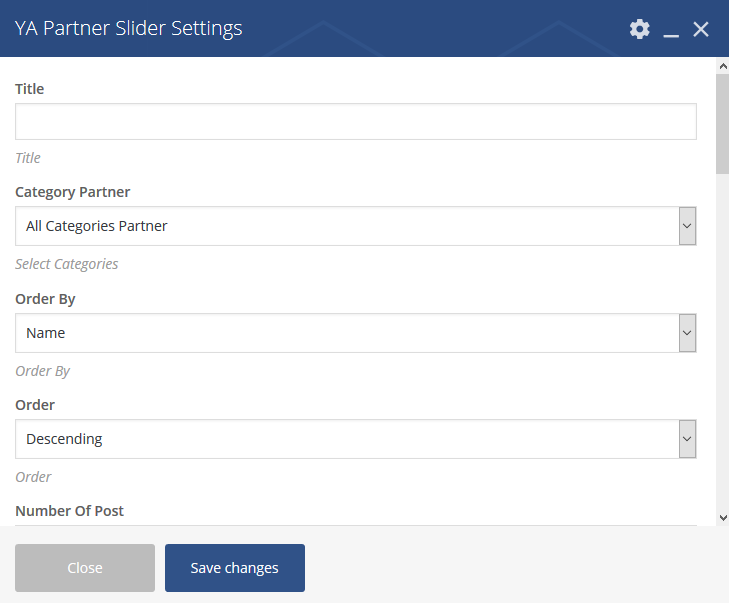 YA Partner Slider Settings
Title
Title
Category Partner
All Categories Partner
Select Categories
Order By
Name
Order By
Order
Descending
Order
Number Of Post
Close
Save changes